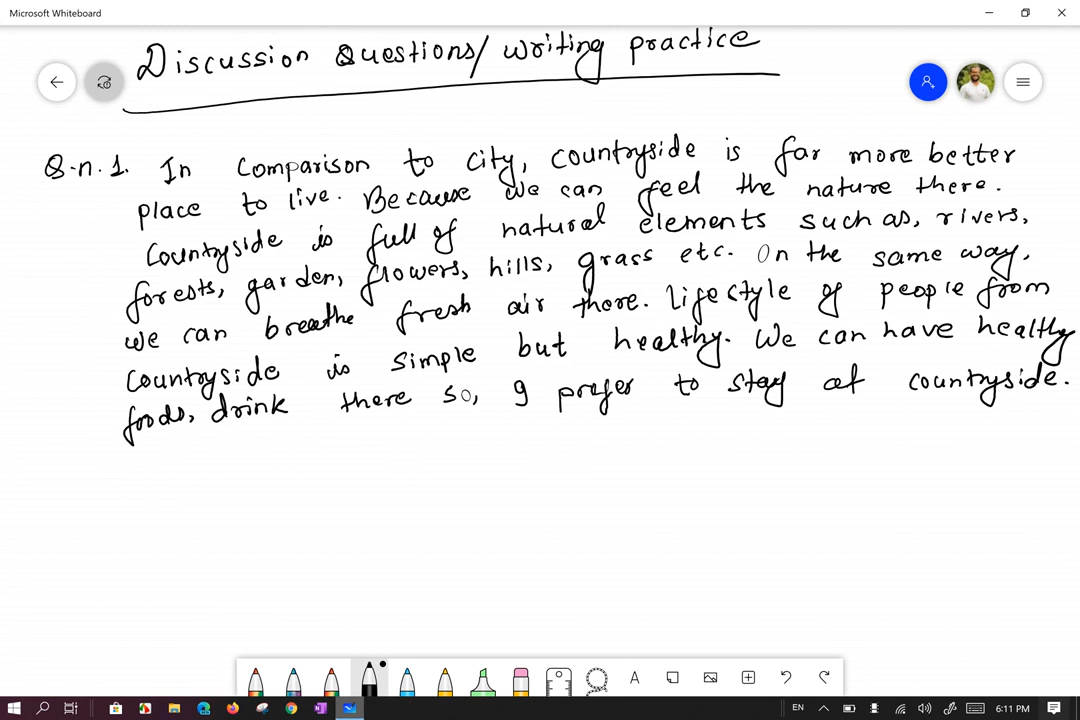 Microsoft Whiteboard
Discussion Questions/ writing practice
Q.n.1. In Comparison to city, countryside is far more better
place to live. Because we can feel the nature there.
Countryside is full of natural elements such as, rivers,
forests, garden, flowers, hills, grass etc. On the same way,
we can breathe fresh air there. Lifestyle of people from
Countryside is simple but healthy. We can have healthy
foods, drink there so, I prefer to stay at countryside.
A
EN
6:11 PM